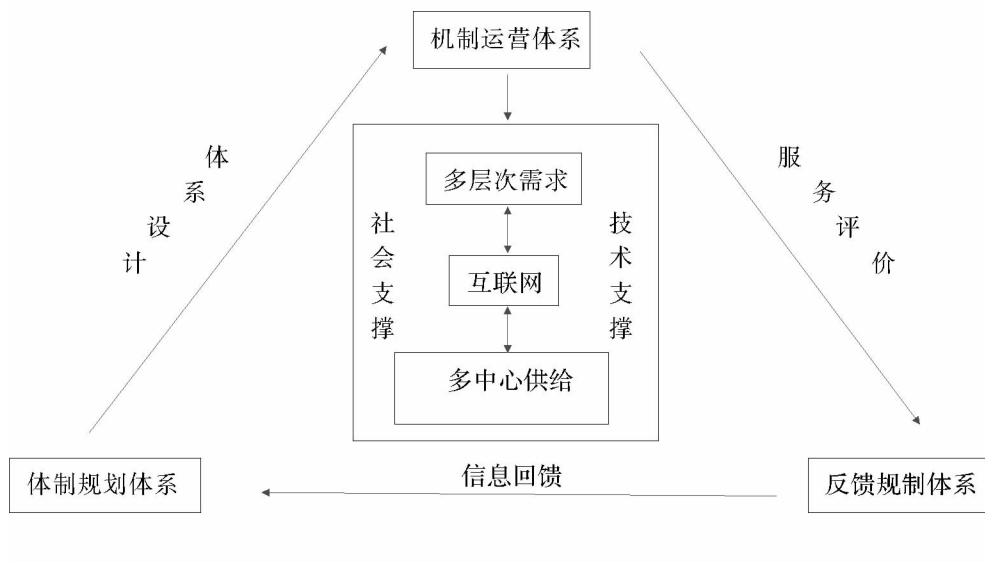 机制运营体系
体系设计
服务评价
多层次需求
社会支撑
技术支撑
互联网
多中心供给
体制规划体系
信息回馈
反馈规制体系